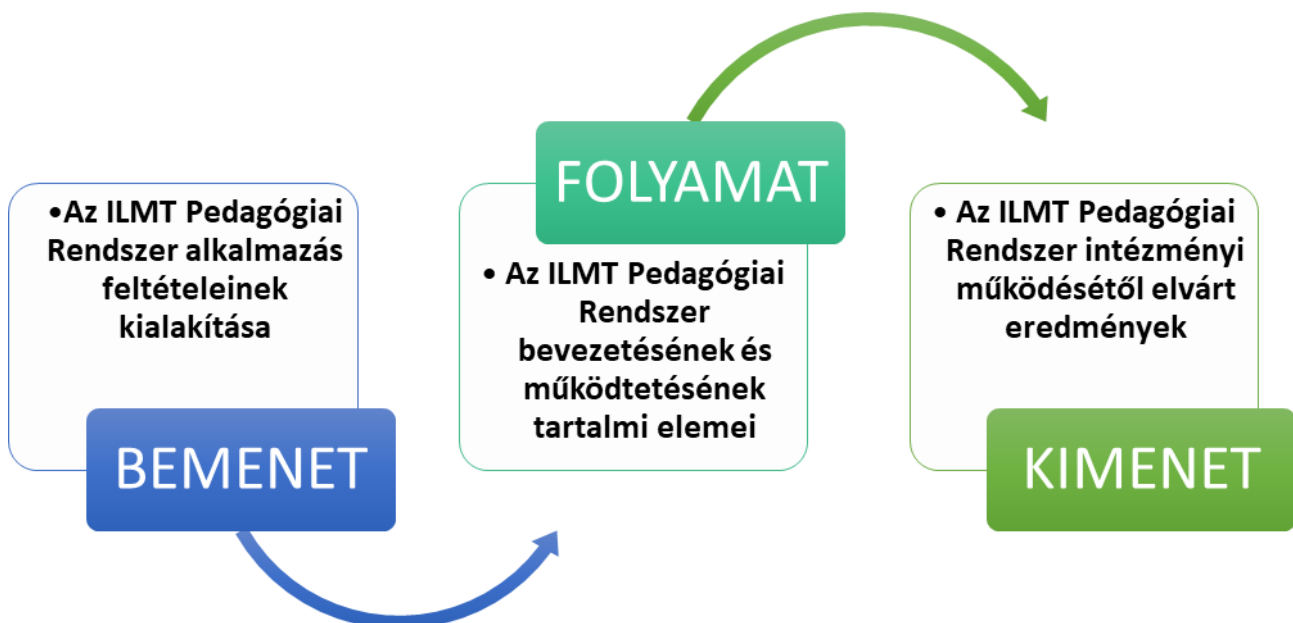 •Az ILMT Pedagógiai
Rendszer alkalmazás
feltételeinek
kialakítása
BEMENET
FOLYAMAT
• Az ILMT Pedagógiai
Rendszer
bevezetésének és
működtetésének
tartalmi elemei
• Az ILMT Pedagógiai
Rendszer intézményi
működésétől elvárt
eredmények
KIMENET